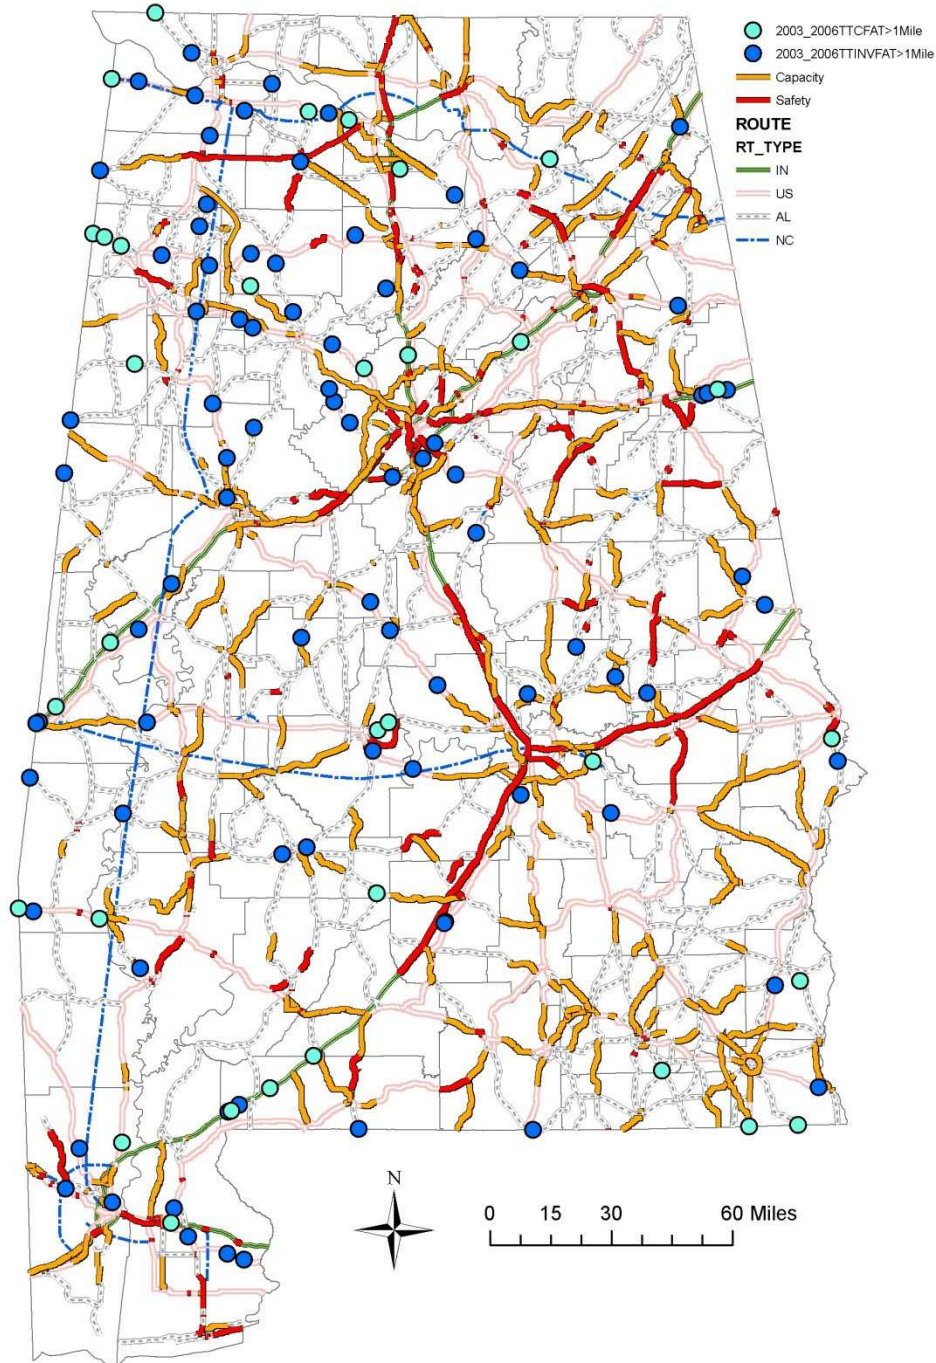 2003_2006TTCFAT>1Mile
2003_2006TTINVFAT>1Mile
Capacity
Safety
ROUTE
RT_TYPE
IN
US
AL
NC
N
0 15 30 60 Miles